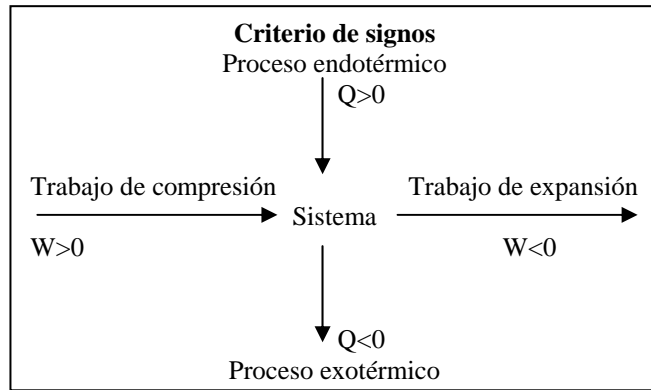 Criterio de signos
Proceso endotérmico
Q>0
Trabajo de compresión
Trabajo de expansión
Sistema
W>0
W<0
Q<0
Proceso exotérmico